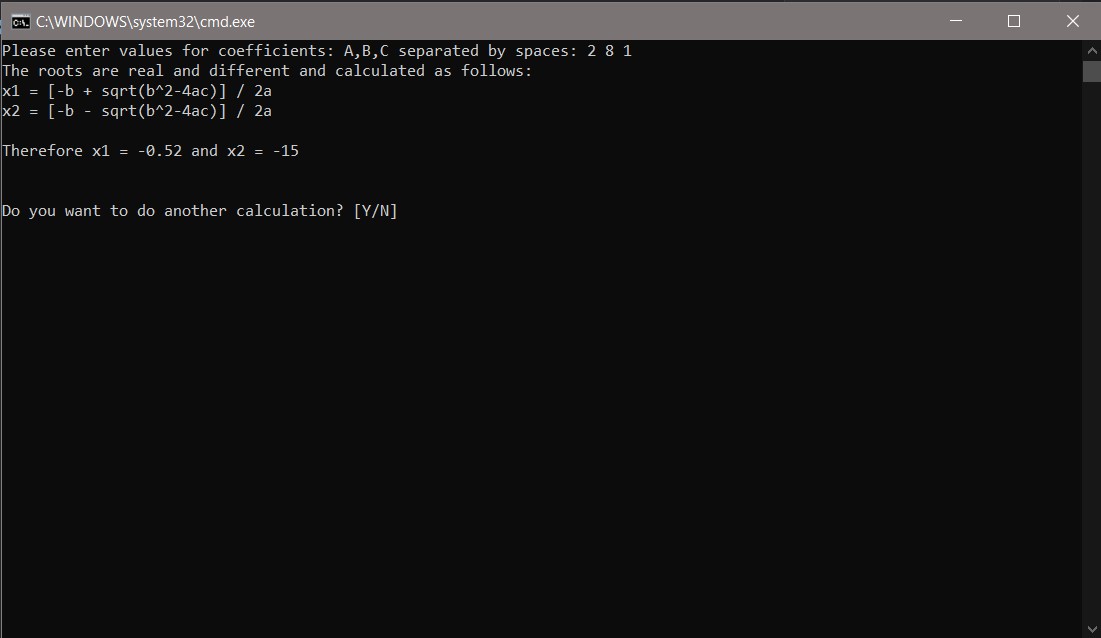 C:\WINDOWS\system32\cmd.exe
Please enter values for coefficients: A,B,C separated by spaces: 2 8 1
The roots are real and different and calculated as follows:
x1 = [-b + sqrt(b^2-4ac)] / 2a
x2 = [-b - sqrt(b^2-4ac)] / 2a
Therefore x1 = -0.52 and x2 = -15
Do you want to do another calculation? [Y/N]